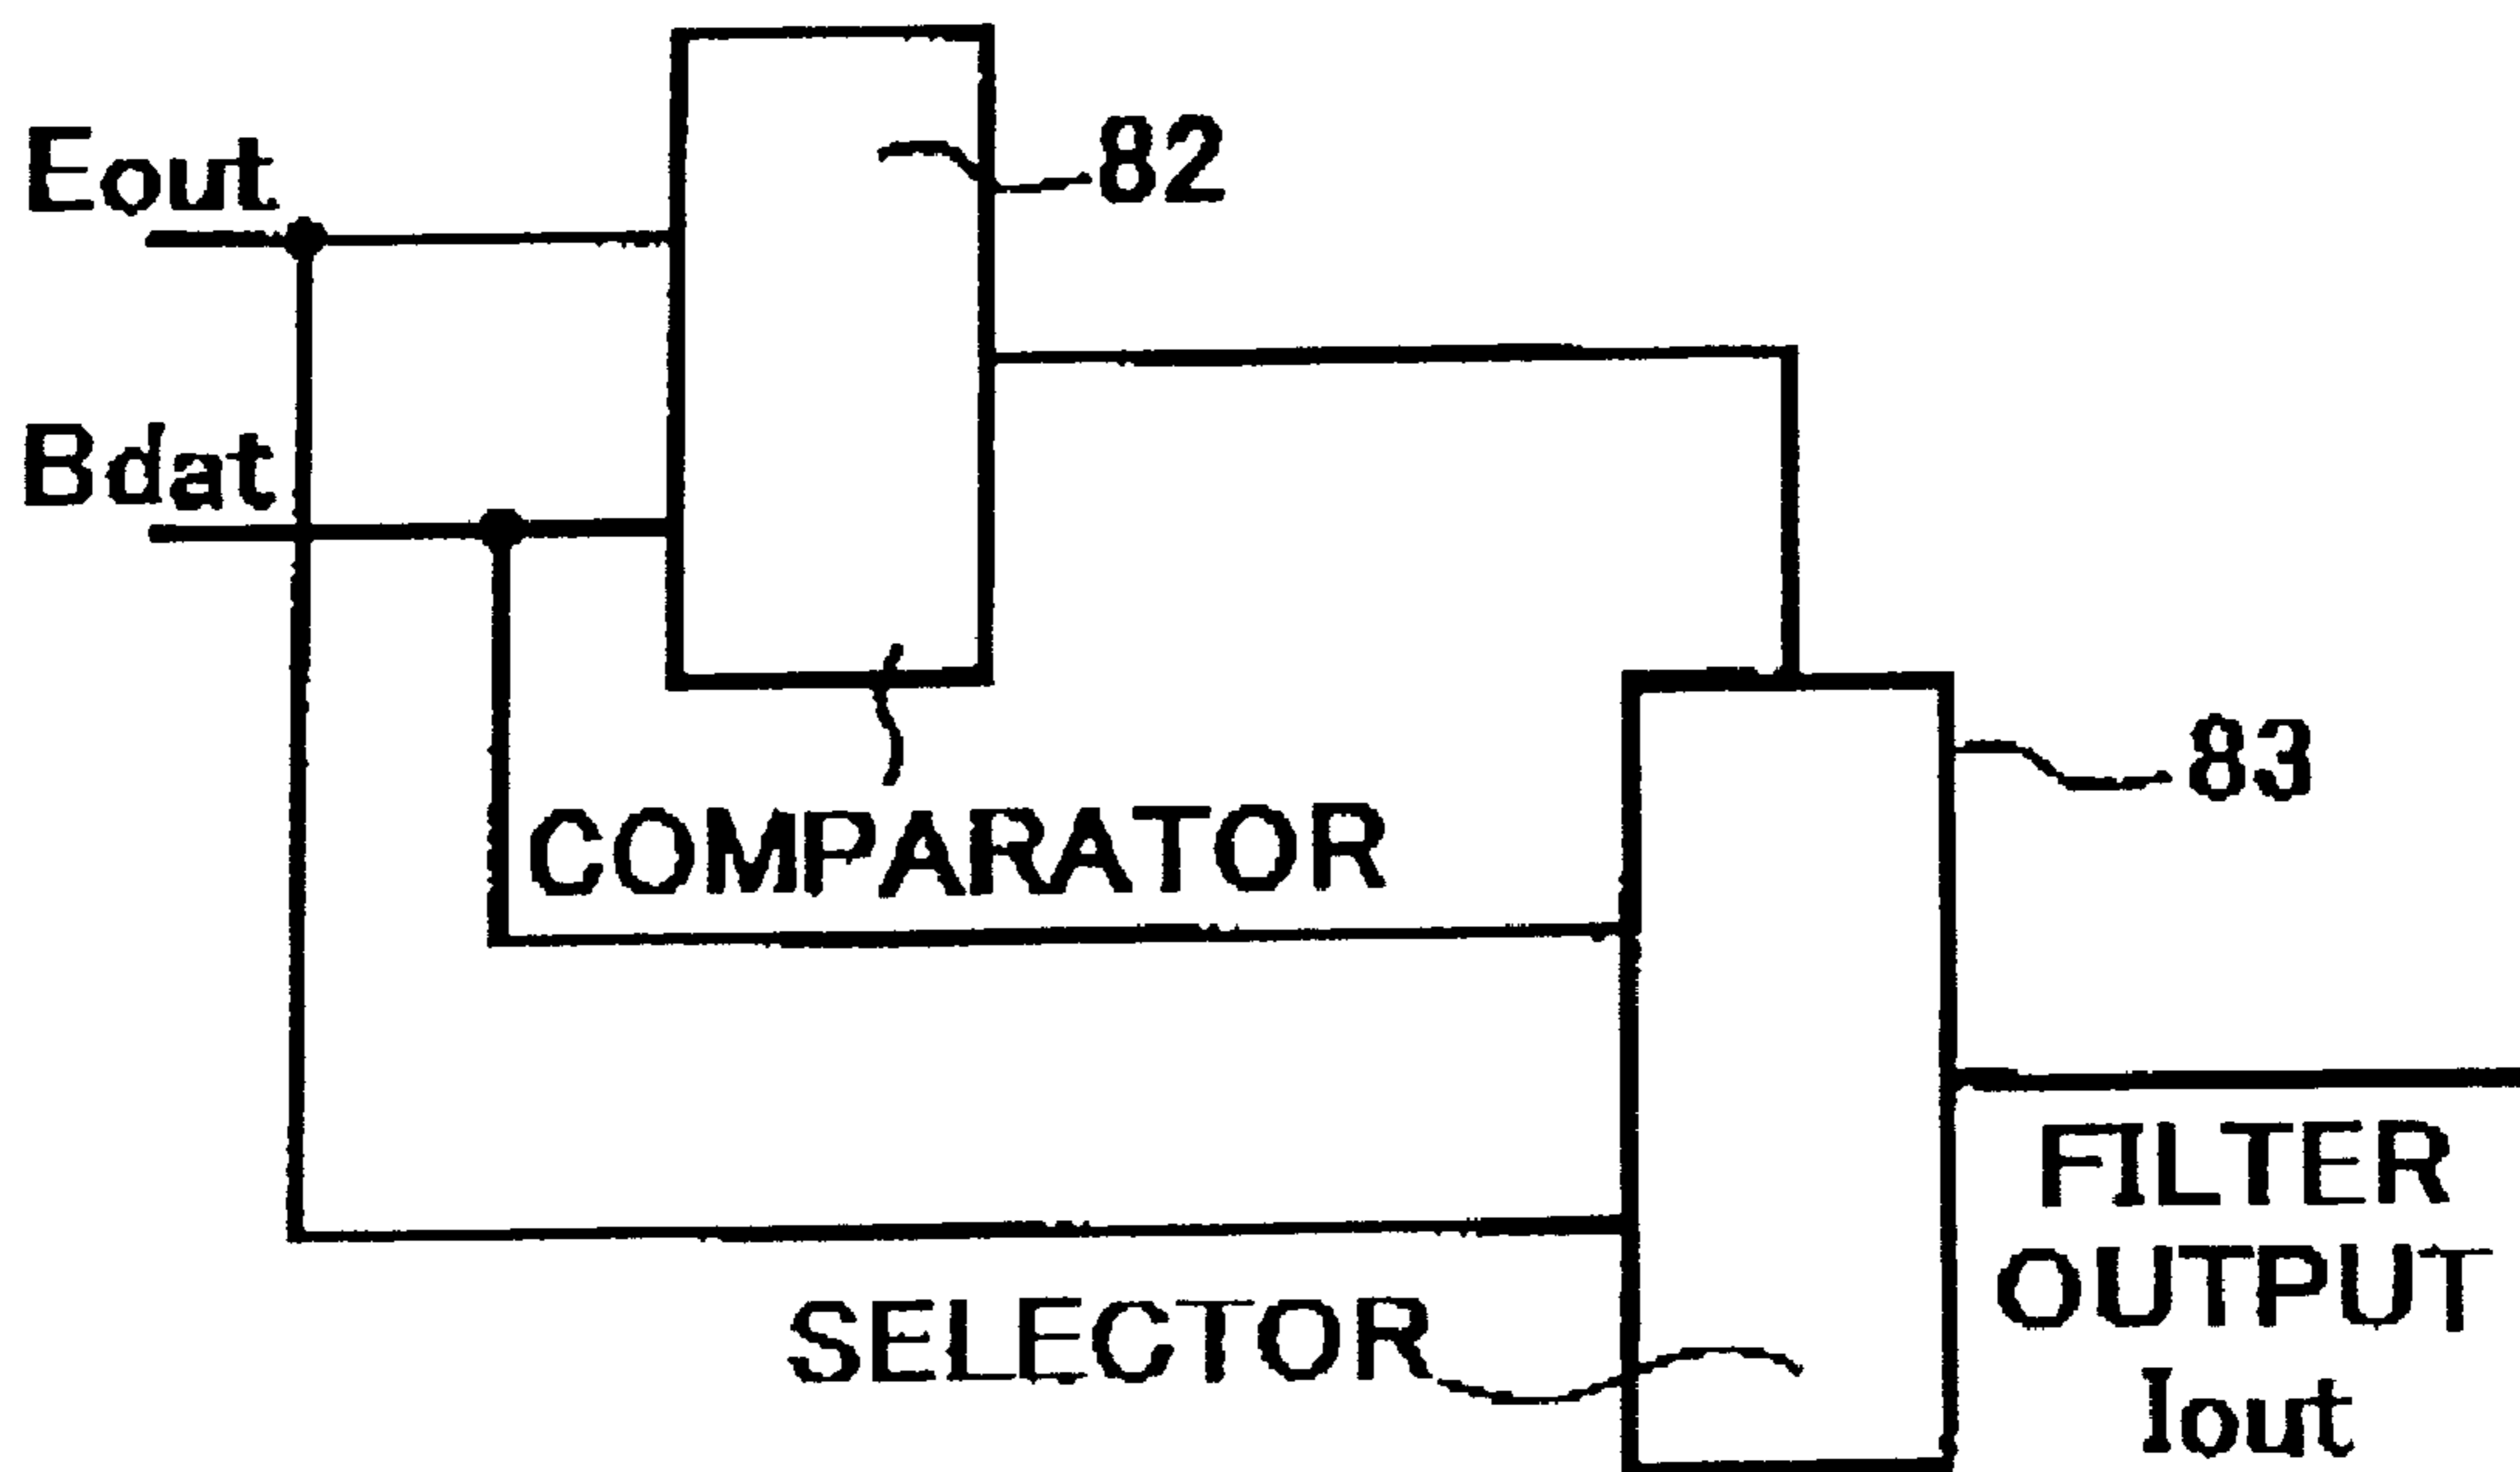 Eout
82
Bdat
83
COMPARATOR
FILTER
OUTPUT
SELECTOR
Iout